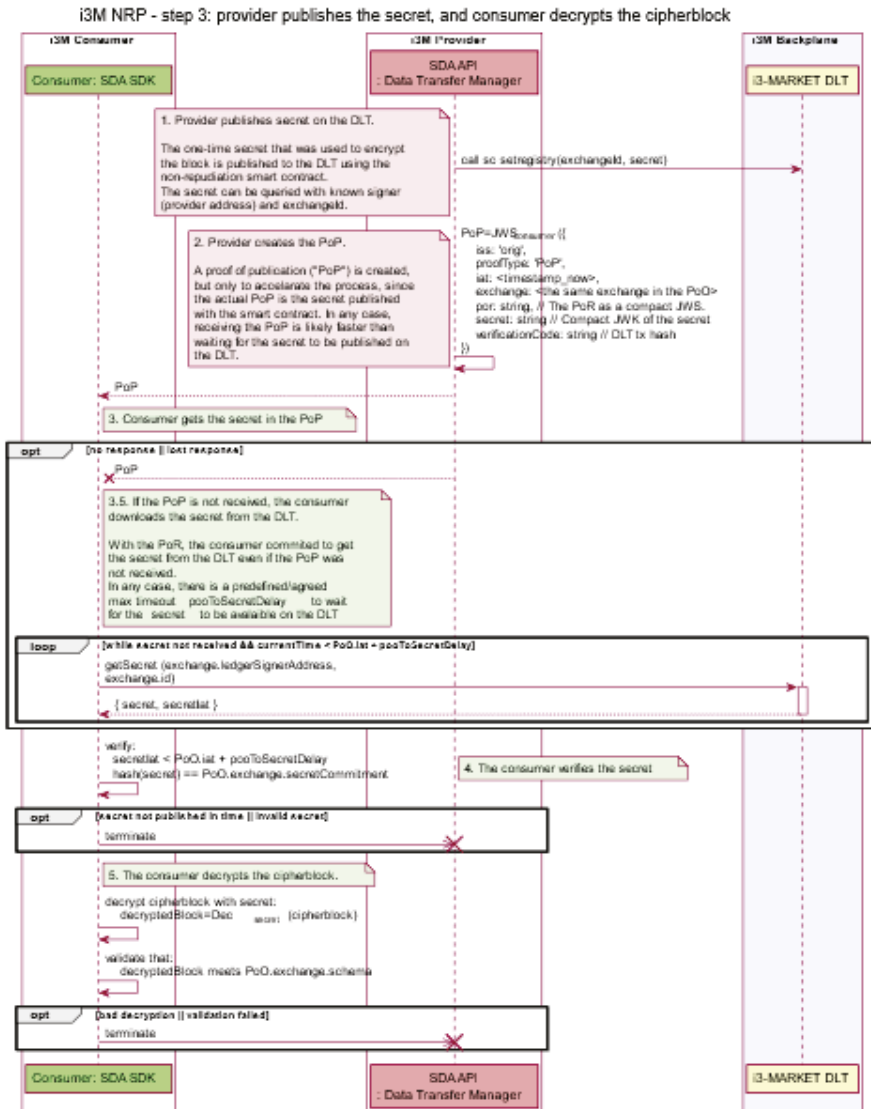 i3M NRP - step 3: provider publishes the secret, and consumer decrypts the cipherblock
i3M Consumer
i3M Provider
i3M Backplane
Consumer: SDA SDK
SDA API
: Data Transfer Manager
i3-MARKET DLT
1. Provider publishes secret on the DLT.
The one-time secret that was used to encrypt
the block is published to the DLT using the
non-repudiation smart contract.
The secret can be queried with known signer
(provider address) and exchangeId.
call sc setregistry(exchangeId, secret)
2. Provider creates the PoP.
A proof of publication ("PoP") is created,
but only to accelarate the process, since
the actual PoP is the secret published
with the smart contract. In any case,
receiving the PoP is likely faster than
waiting for the secret to be published on
the DLT.
PoP=JWSconsumer ({
iss: 'orig',
proofType: 'PoP',
iat: <timestamp_now>,
exchange: <the same exchange in the PoO>
por: string, // The PoR as a compact JWS.
secret: string // Compact JWK of the secret
verificationCode: string // DLT tx hash
})
PoP
3. Consumer gets the secret in the PoP
opt [no response || lost response]
PoP
3.5. If the PoP is not received, the consumer
downloads the secret from the DLT.
With the PoR, the consumer commited to get
the secret from the DLT even if the PoP was
not received.
In any case, there is a predefined/agreed
max timeout pooToSecretDelay to wait
for the secret to be avalaible on the DLT
loop [while secret not received && currentTime < PoO.iat + pooToSecretDelay]
getSecret (exchange.ledgerSignerAddress,
exchange.id)
{ secret, secretIat }
verify:
secretIat < PoO.iat + pooToSecretDelay
hash(secret) == PoO.exchange.secretCommitment
4. The consumer verifies the secret
opt [secret not published in time || invalid secret]
terminate
5. The consumer decrypts the cipherblock.
decrypt cipherblock with secret:
decryptedBlock=Dec secret (cipherblock)
validate that:
decryptedBlock meets PoO.exchange.schema
opt [bad decryption || validation failed]
terminate
Consumer: SDA SDK
SDA API
: Data Transfer Manager
i3-MARKET DLT